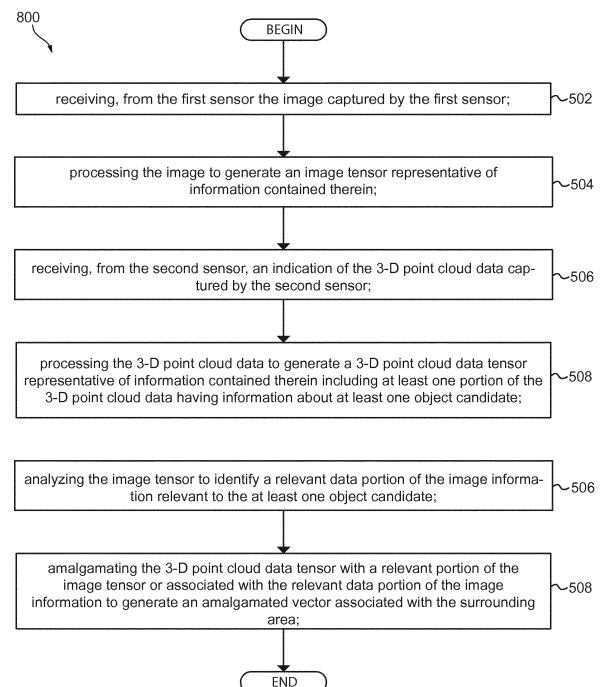 800
BEGIN
receiving, from the first sensor the image captured by the first sensor;
502
processing the image to generate an image tensor representative of
information contained therein;
504
receiving, from the second sensor, an indication of the 3-D point cloud data cap-
tured by the second sensor;
506
processing the 3-D point cloud data to generate a 3-D point cloud data tensor
representative of information contained therein including at least one portion of the
3-D point cloud data having information about at least one object candidate;
508
analyzing the image tensor to identify a relevant data portion of the image informa-
tion relevant to the at least one object candidate;
506
amalgamating the 3-D point cloud data tensor with a relevant portion of the
image tensor or associated with the relevant data portion of the image
information to generate an amalgamated vector associated with the surrounding
area;
508
END